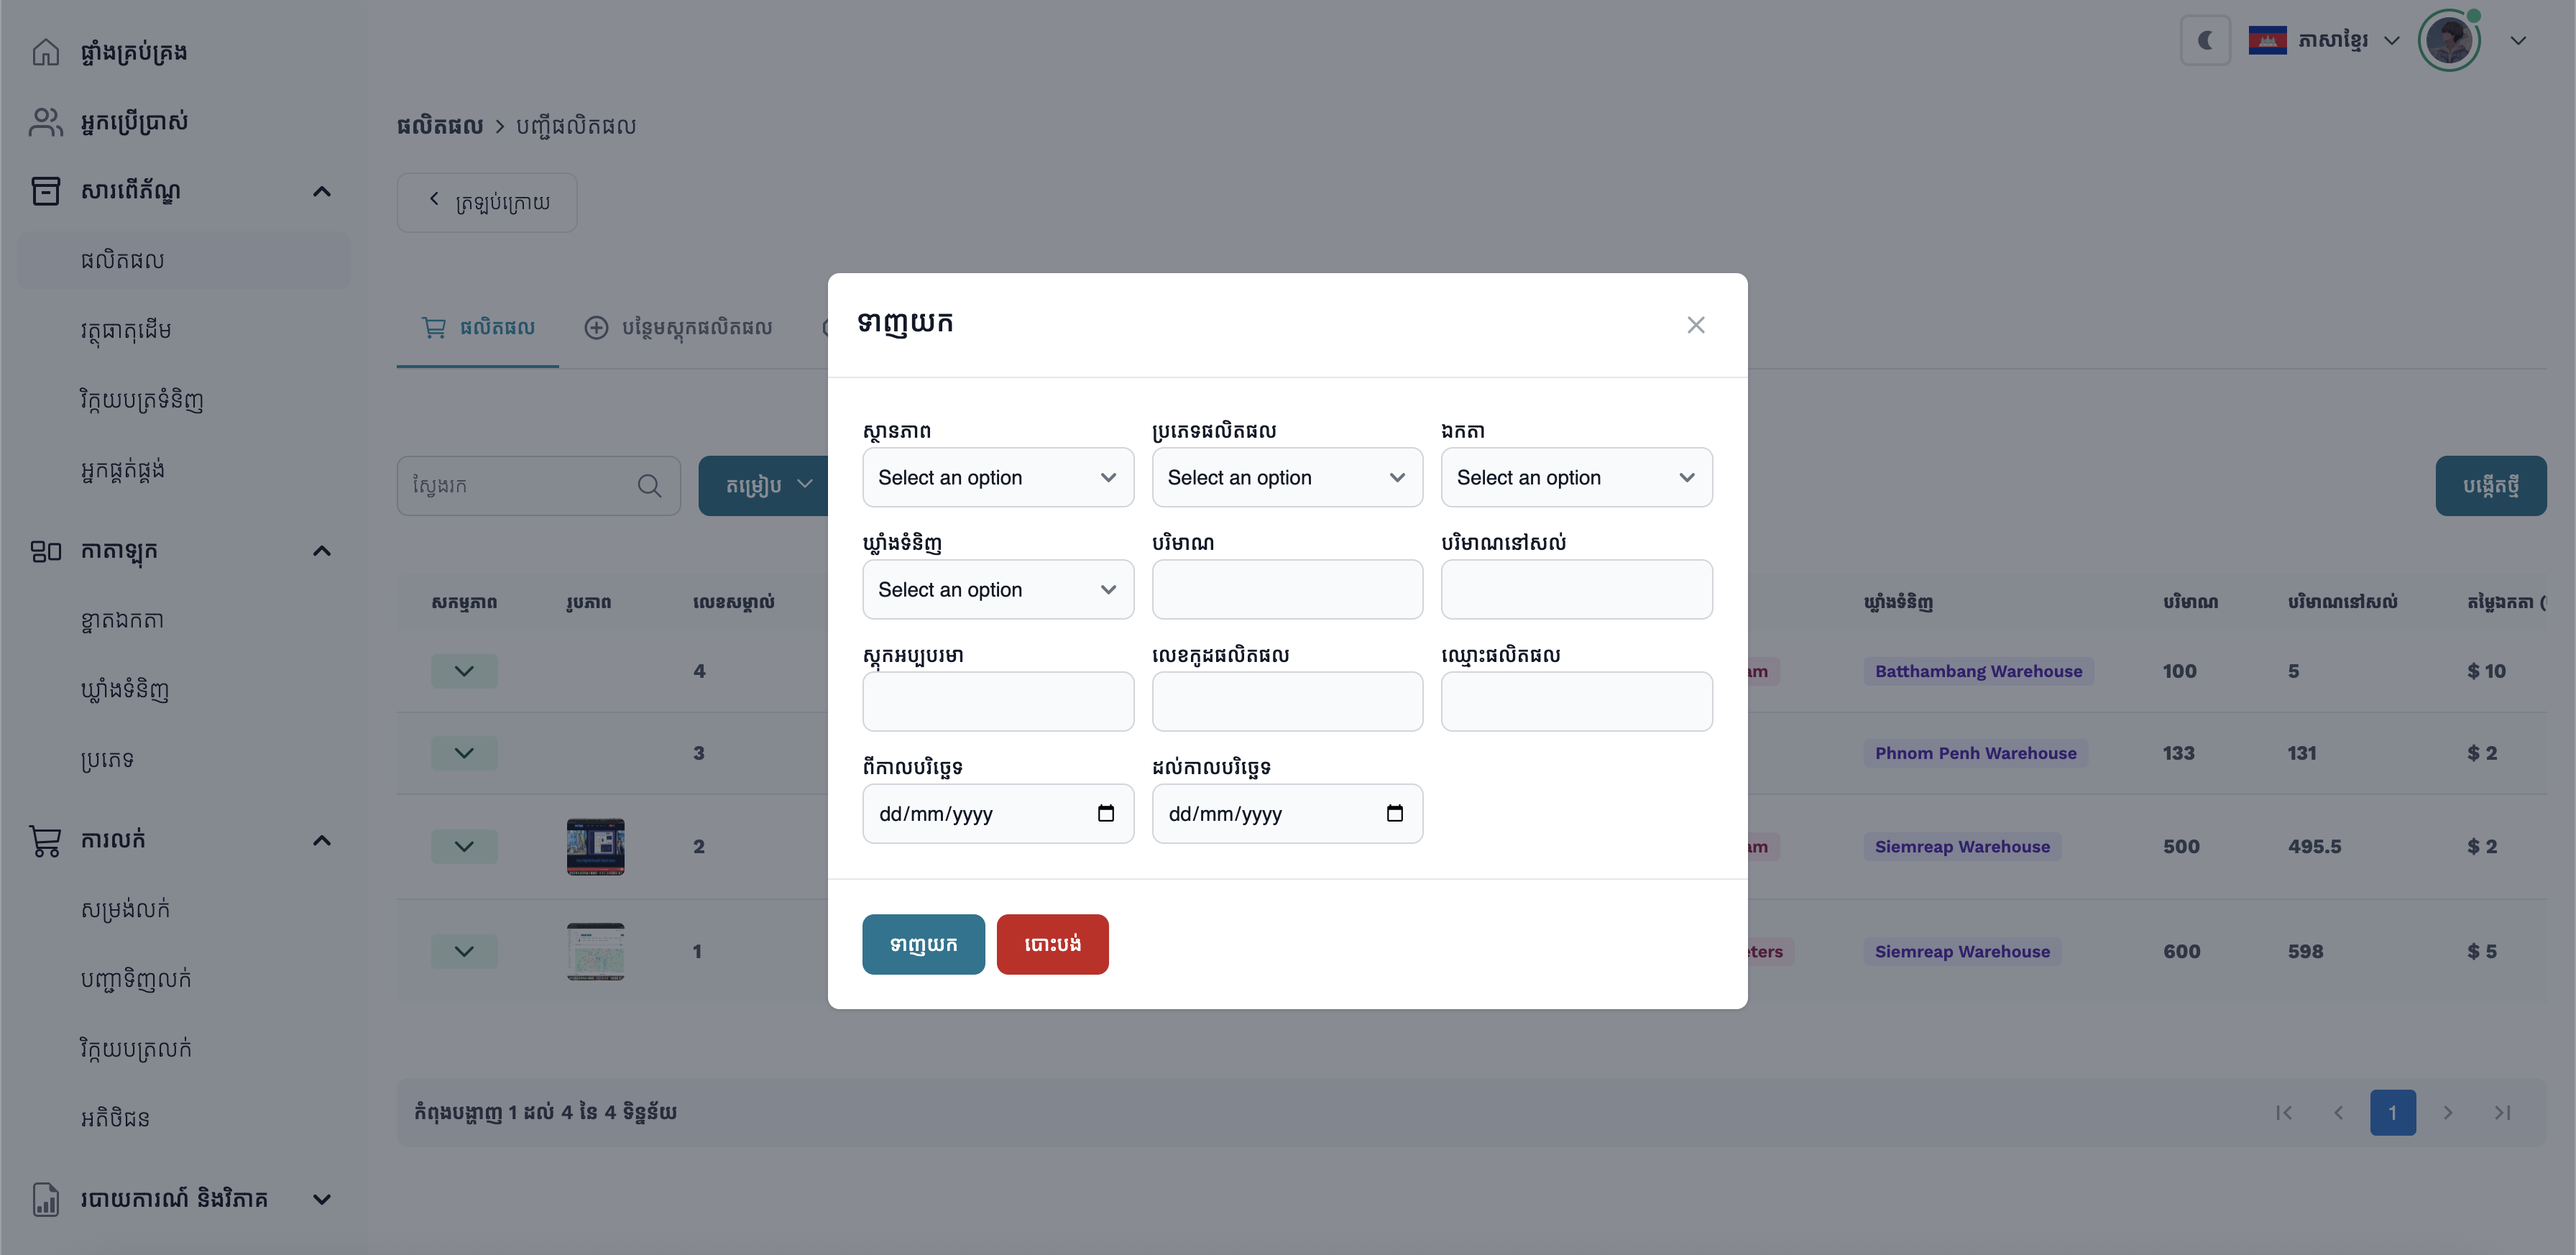 ផ្ទាំងគ្រប់គ្រង
អ្នកប្រើប្រាស់
សារពើភ័ណ្ឌ
ផលិតផល
វត្ថុធាតុដើម
វិក្កយបត្រទំនិញ
អ្នកផ្គត់ផ្គង់
កាតាឡុក
ខ្នាតឯកតា
ឃ្លាំងទំនិញ
ប្រភេទ
ការលក់
សម្រង់លក់
បញ្ជាទិញលក់
វិក្កយបត្រលក់
អតិថិជន
របាយការណ៍ និងវិភាគ
ភាសាខ្មែរ
ផលិតផល > បញ្ជីផលិតផល
ត្រឡប់ក្រោយ
ផលិតផល បន្ថែមស្តុកផលិតផល
ស្វែងរក តម្រៀប បង្កើតថ្មី
សកម្មភាព រូបភាព លេខសម្គាល់ ឃ្លាំងទំនិញ បរិមាណ បរិមាណនៅសល់ តម្លៃឯកតា (
4 am Batthambang Warehouse 100 5 $ 10
3 Phnom Penh Warehouse 133 131 $ 2
2 am Siemreap Warehouse 500 495.5 $ 2
1 eters Siemreap Warehouse 600 598 $ 5
កំពុងបង្ហាញ 1 ដល់ 4 នៃ 4 ទិន្នន័យ
1
ទាញយក
ស្ថានភាព ប្រភេទផលិតផល ឯកតា
Select an option Select an option Select an option
ឃ្លាំងទំនិញ បរិមាណ បរិមាណនៅសល់
Select an option
ស្តុកអប្បបរមា លេខកូដផលិតផល ឈ្មោះផលិតផល
ពីកាលបរិច្ឆេទ ដល់កាលបរិច្ឆេទ
dd/mm/yyyy dd/mm/yyyy
ទាញយក បោះបង់